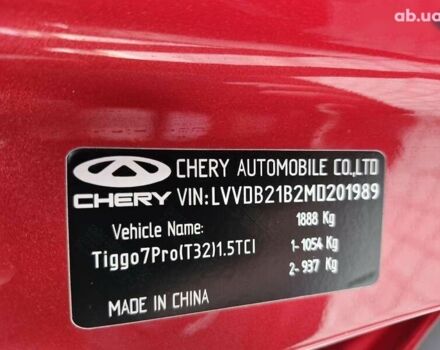 ab.ua
CHERY AUTOMOBILE CO.,LTD
CHERY VIN:LVVDB21B2MD201989
Vehicle Name: 1888 Kg
Tiggo7Pro(T32)1.5TCI 1-1054 Kg
2-937 Kg
MADE IN CHINA